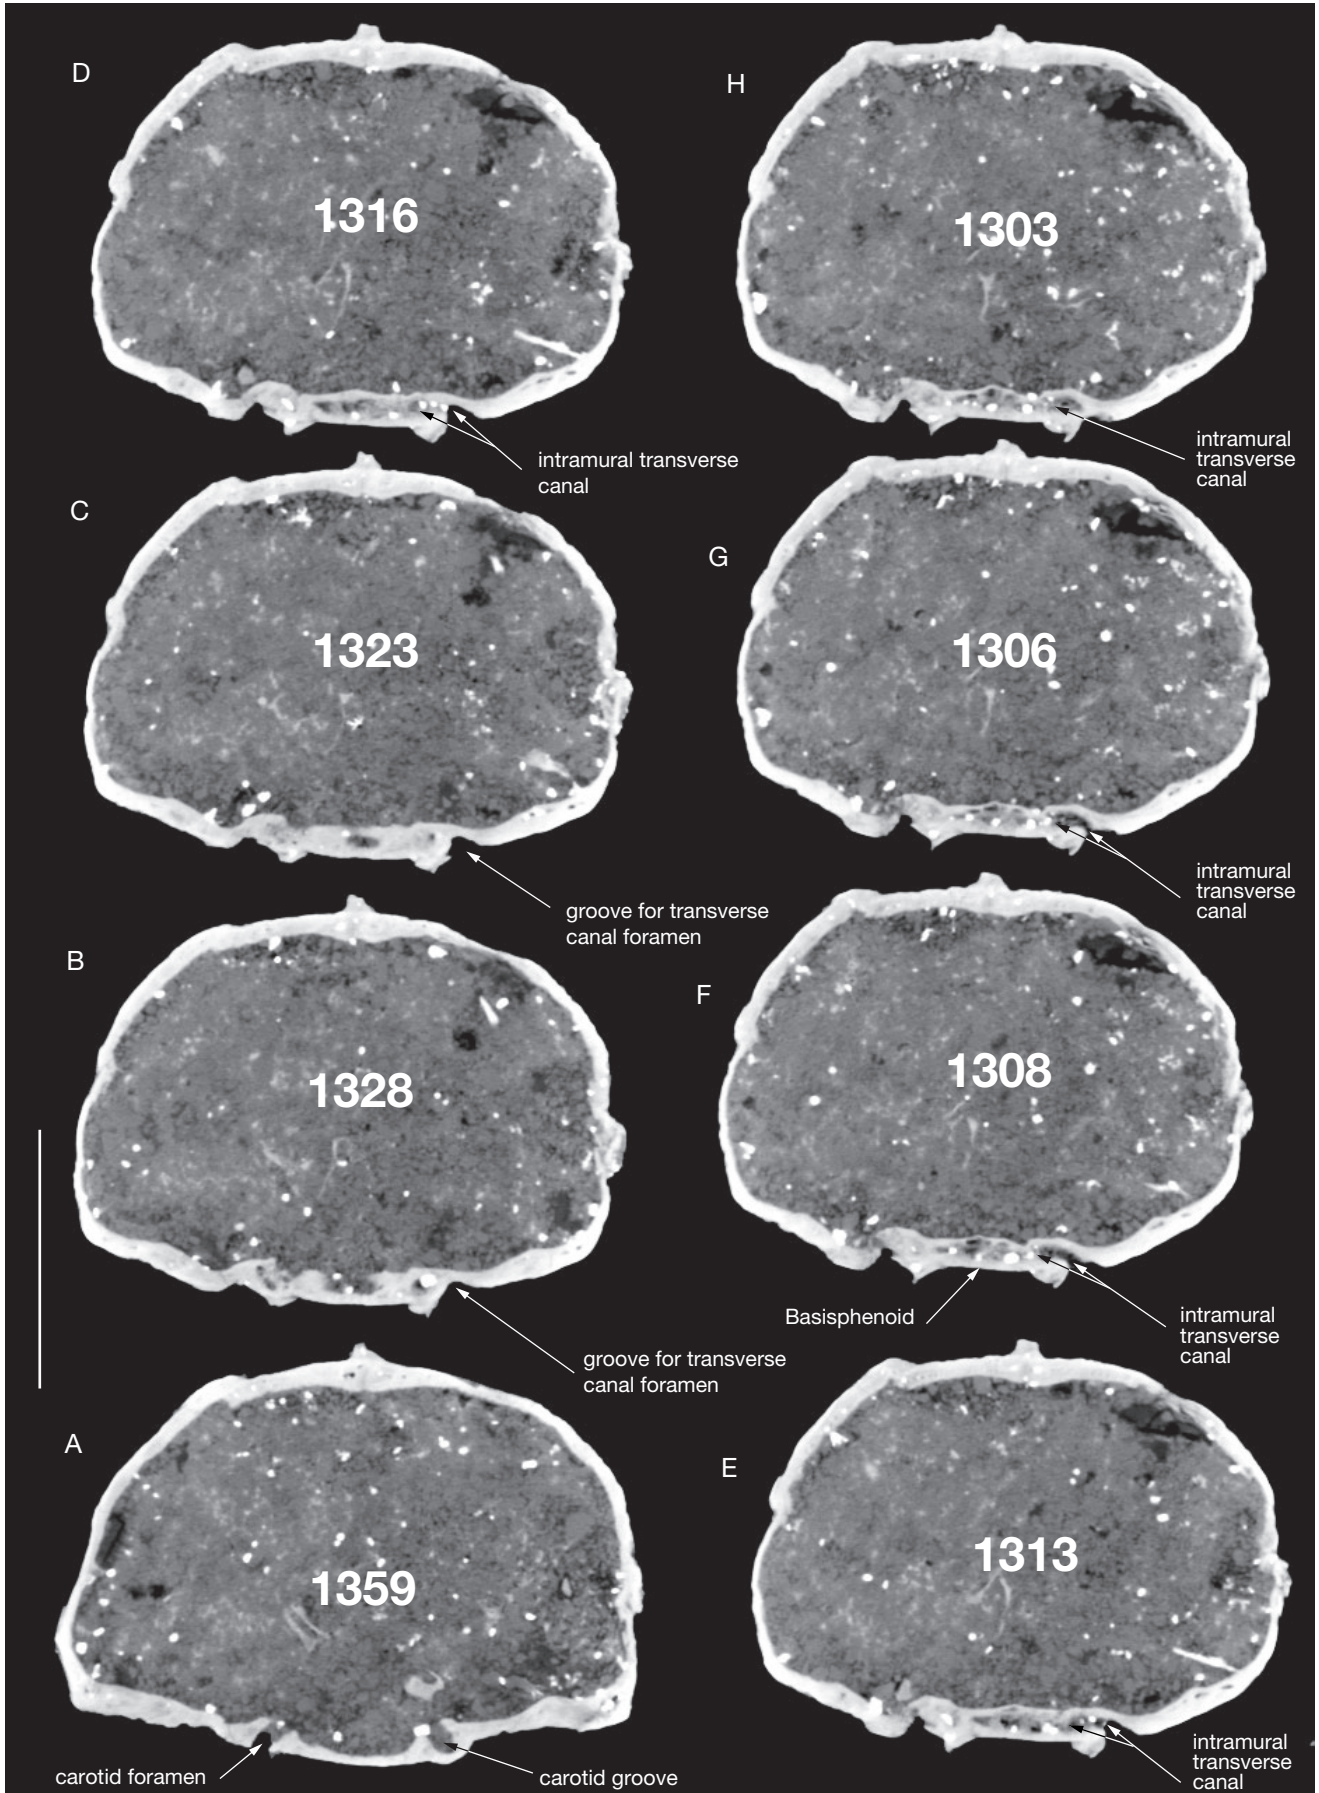 D
1316
intramural transverse
canal
C
1323
groove for transverse
canal foramen
B
1328
groove for transverse
canal foramen
A
1359
carotid foramen
carotid groove
H
1303
intramural
transverse
canal
G
1306
intramural
transverse
canal
F
1308
Basisphenoid
intramural
transverse
canal
E
1313
intramural
transverse
canal